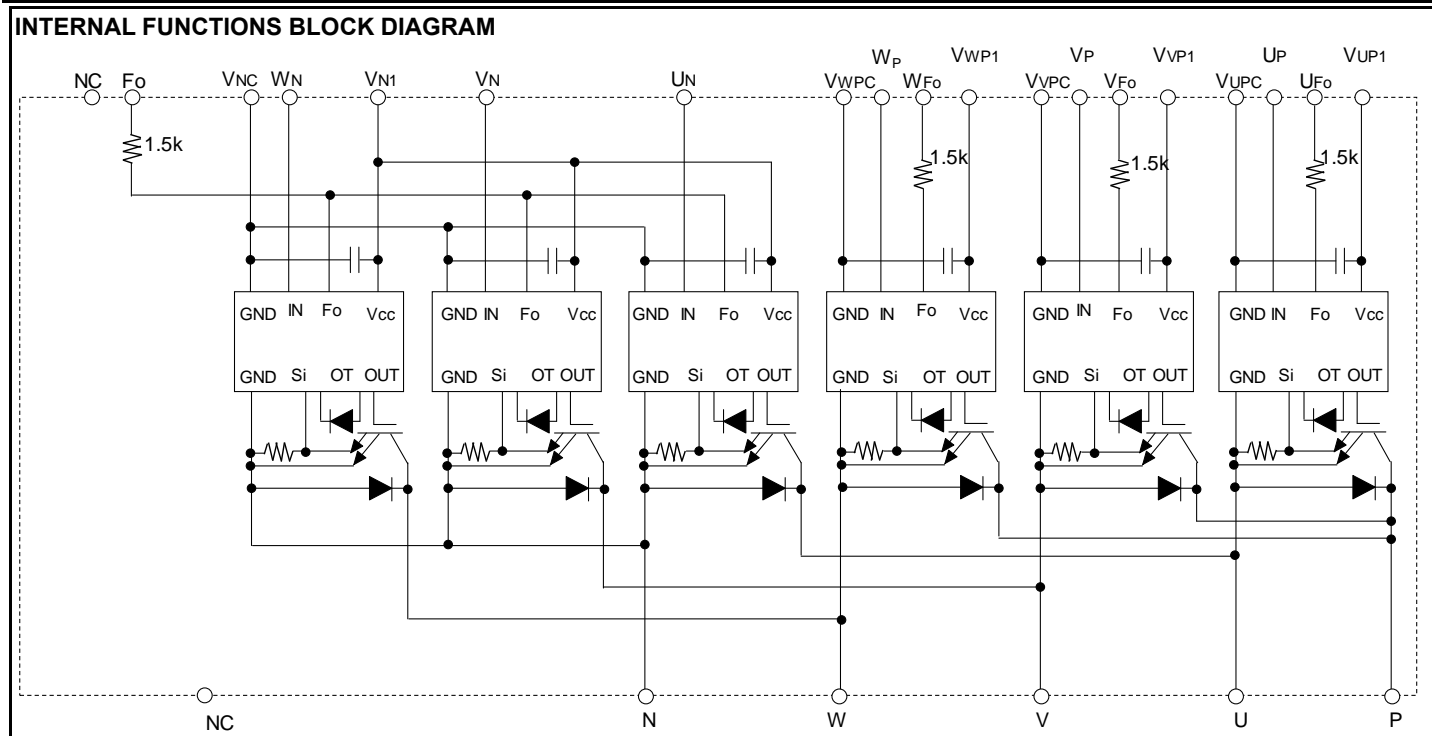 INTERNAL FUNCTIONS BLOCK DIAGRAM
NC Fo VNC WN VN1 VN UN VWPC WP WFo VWP1 VVPC VP VFo VVP1 VUPC UP UFo VUP1
1.5k 1.5k 1.5k 1.5k
GND IN Fo Vcc GND IN Fo Vcc GND IN Fo Vcc GND IN Fo Vcc GND IN Fo Vcc GND IN Fo Vcc
GND Si OT OUT GND Si OT OUT GND Si OT OUT GND Si OT OUT GND Si OT OUT GND Si OT OUT
NC N W V U P